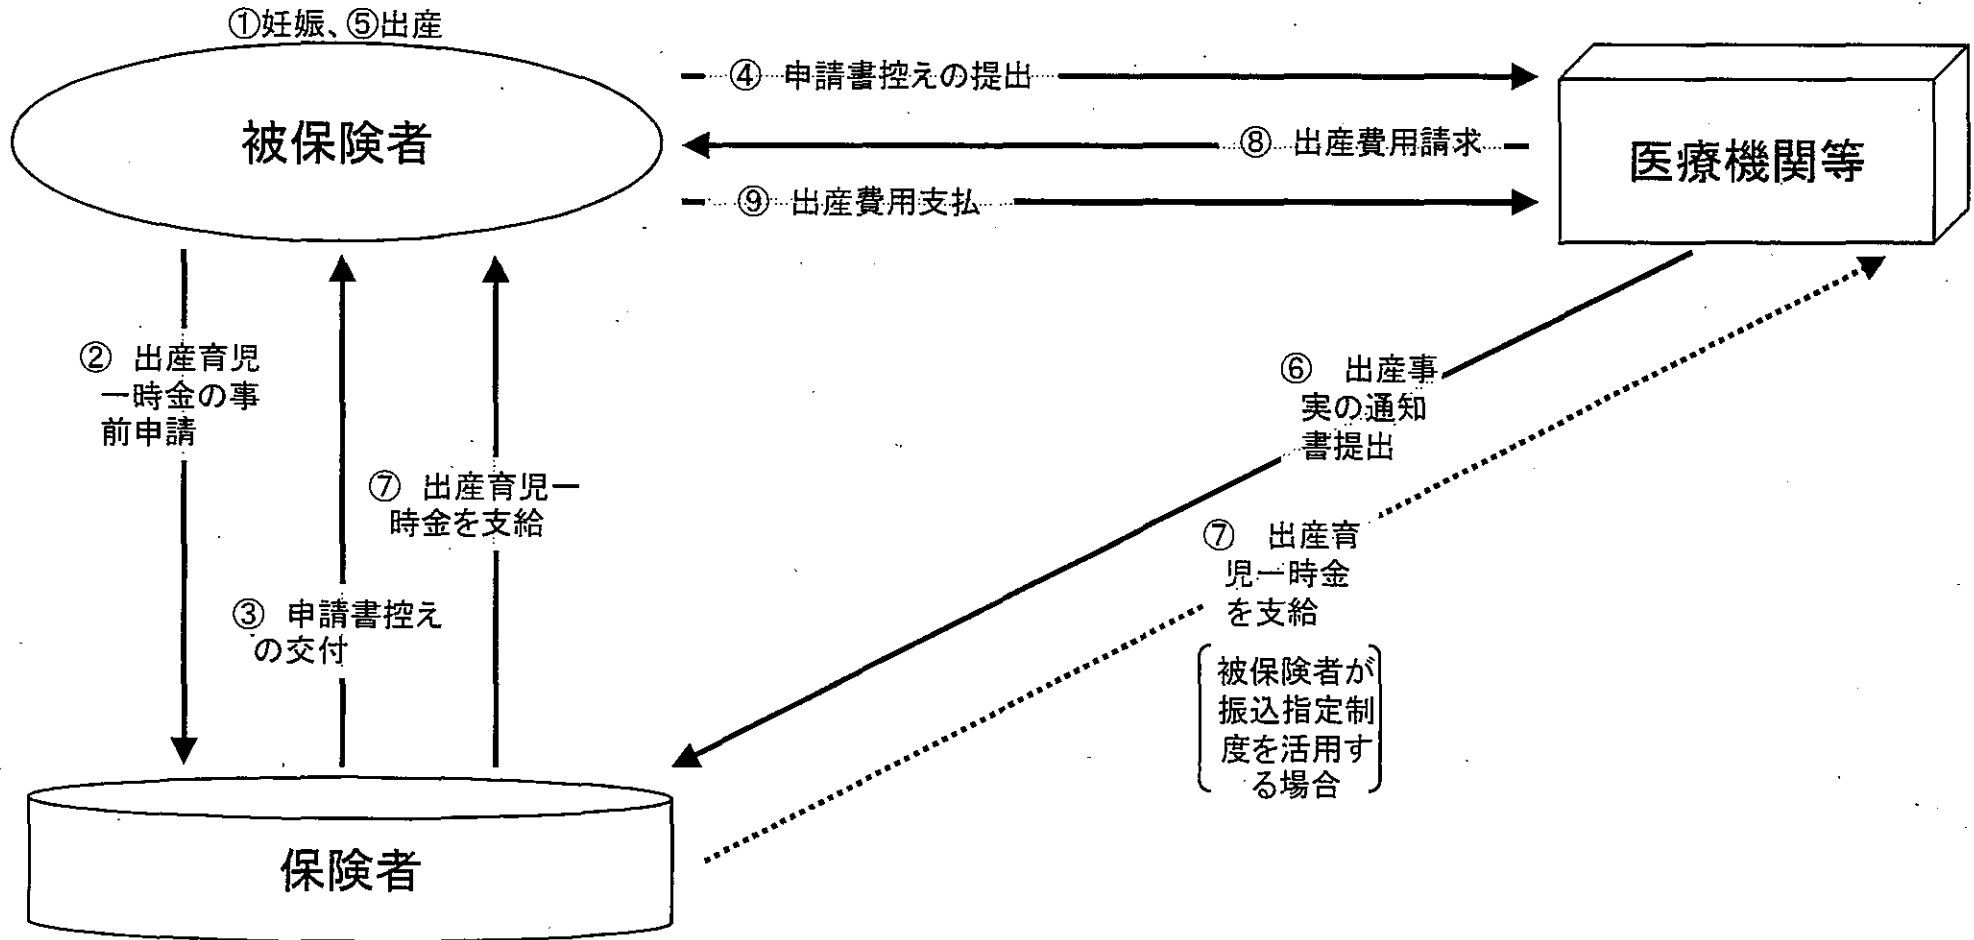 ①妊娠、⑤出産
被保険者
④ 申請書控えの提出
⑧ 出産費用請求
⑨ 出産費用支払
医療機関等
② 出産育児
一時金の事
前申請
③ 申請書控え
の交付
⑦ 出産育児一
時金を支給
⑥ 出産事
実の通知
書提出
⑦ 出産育
児一時金
を支給
被保険者が
振込指定制
度を活用す
る場合
保険者